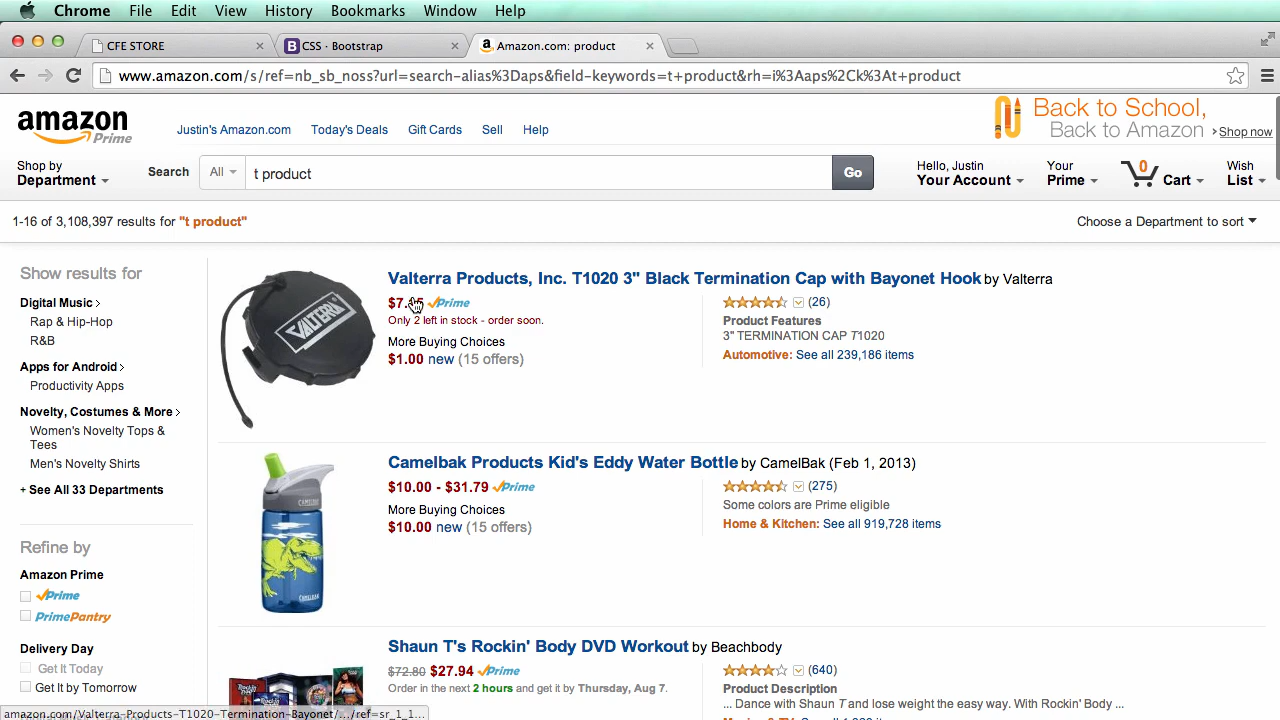 Chrome File Edit View History Bookmarks Window Help
CFE STORE
CSS · Bootstrap
Amazon.com: product
www.amazon.com/s/ref=nb_sb_noss?url=search-alias%3Daps&field-keywords=t+product&rh=i%3Aaps%2Ck%3At+product
amazon Prime
Justin's Amazon.com Today's Deals Gift Cards Sell Help
Back to School,
Back to Amazon
Shop now
Shop by
Department
Search
All
t product
Go
Hello, Justin
Your Account
Your
Prime
0
Cart
Wish
List
1-16 of 3,108,397 results for "t product"
Choose a Department to sort
Show results for
Digital Music
Rap & Hip-Hop
R&B
Apps for Android
Productivity Apps
Novelty, Costumes & More
Women's Novelty Tops &
Tees
Men's Novelty Shirts
+ See All 33 Departments
Refine by
Amazon Prime
Prime
PrimePantry
Delivery Day
Get It Today
Get It by Tomorrow
VALTERRA
Valterra Products, Inc. T1020 3" Black Termination Cap with Bayonet Hook by Valterra
Prime
Only 2 left in stock - order soon.
More Buying Choices
$1.00 new (15 offers)
(26)
Product Features
3" TERMINATION CAP T1020
Automotive: See all 239,186 items
CAMELBAK
Camelbak Products Kid's Eddy Water Bottle by CamelBak (Feb 1, 2013)
$10.00 - $31.79 Prime
More Buying Choices
$10.00 new (15 offers)
(275)
Some colors are Prime eligible
Home & Kitchen: See all 919,728 items
Shaun T's Rockin' Body DVD Workout by Beachbody
$72.80 $27.94 Prime
Order in the next 2 hours and get it by Thursday, Aug 7.
(640)
Product Description
... Dance with Shaun T and lose weight the easy way. With Rockin' Body ...
amazon.com/Valterra-Products-T1020-Termination-Bayonet/.../ref=sr_1_1...